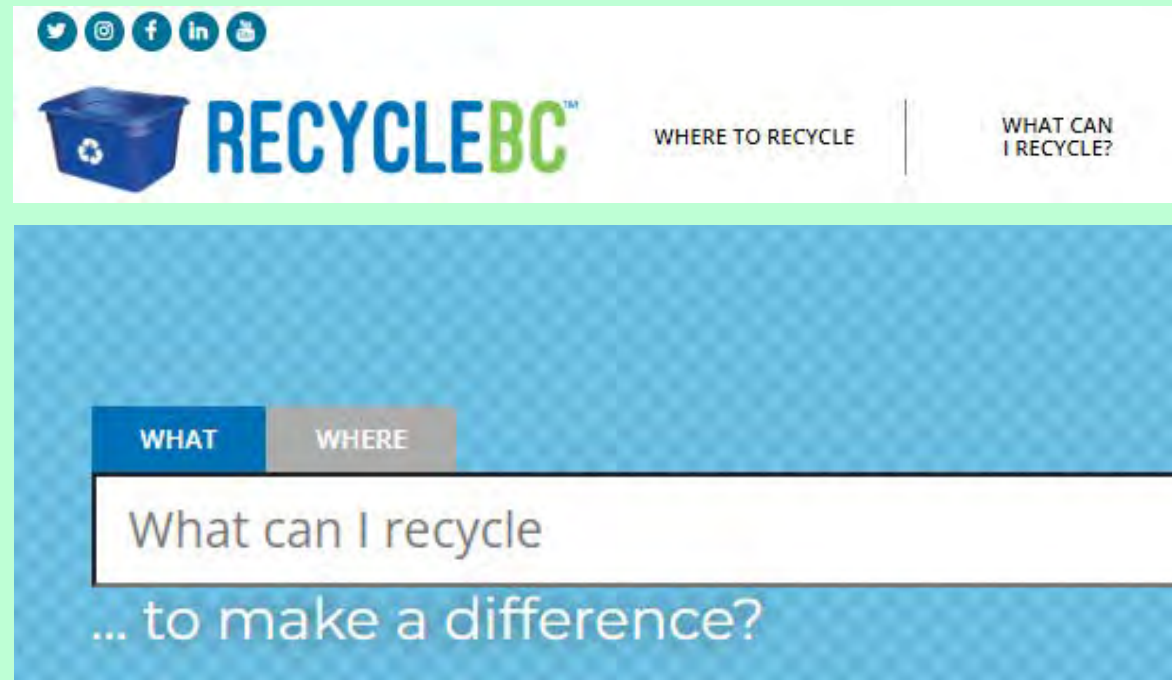 RECYCLEBC™
WHERE TO RECYCLE
WHAT CAN
I RECYCLE?
WHAT
WHERE
What can I recycle
... to make a difference?